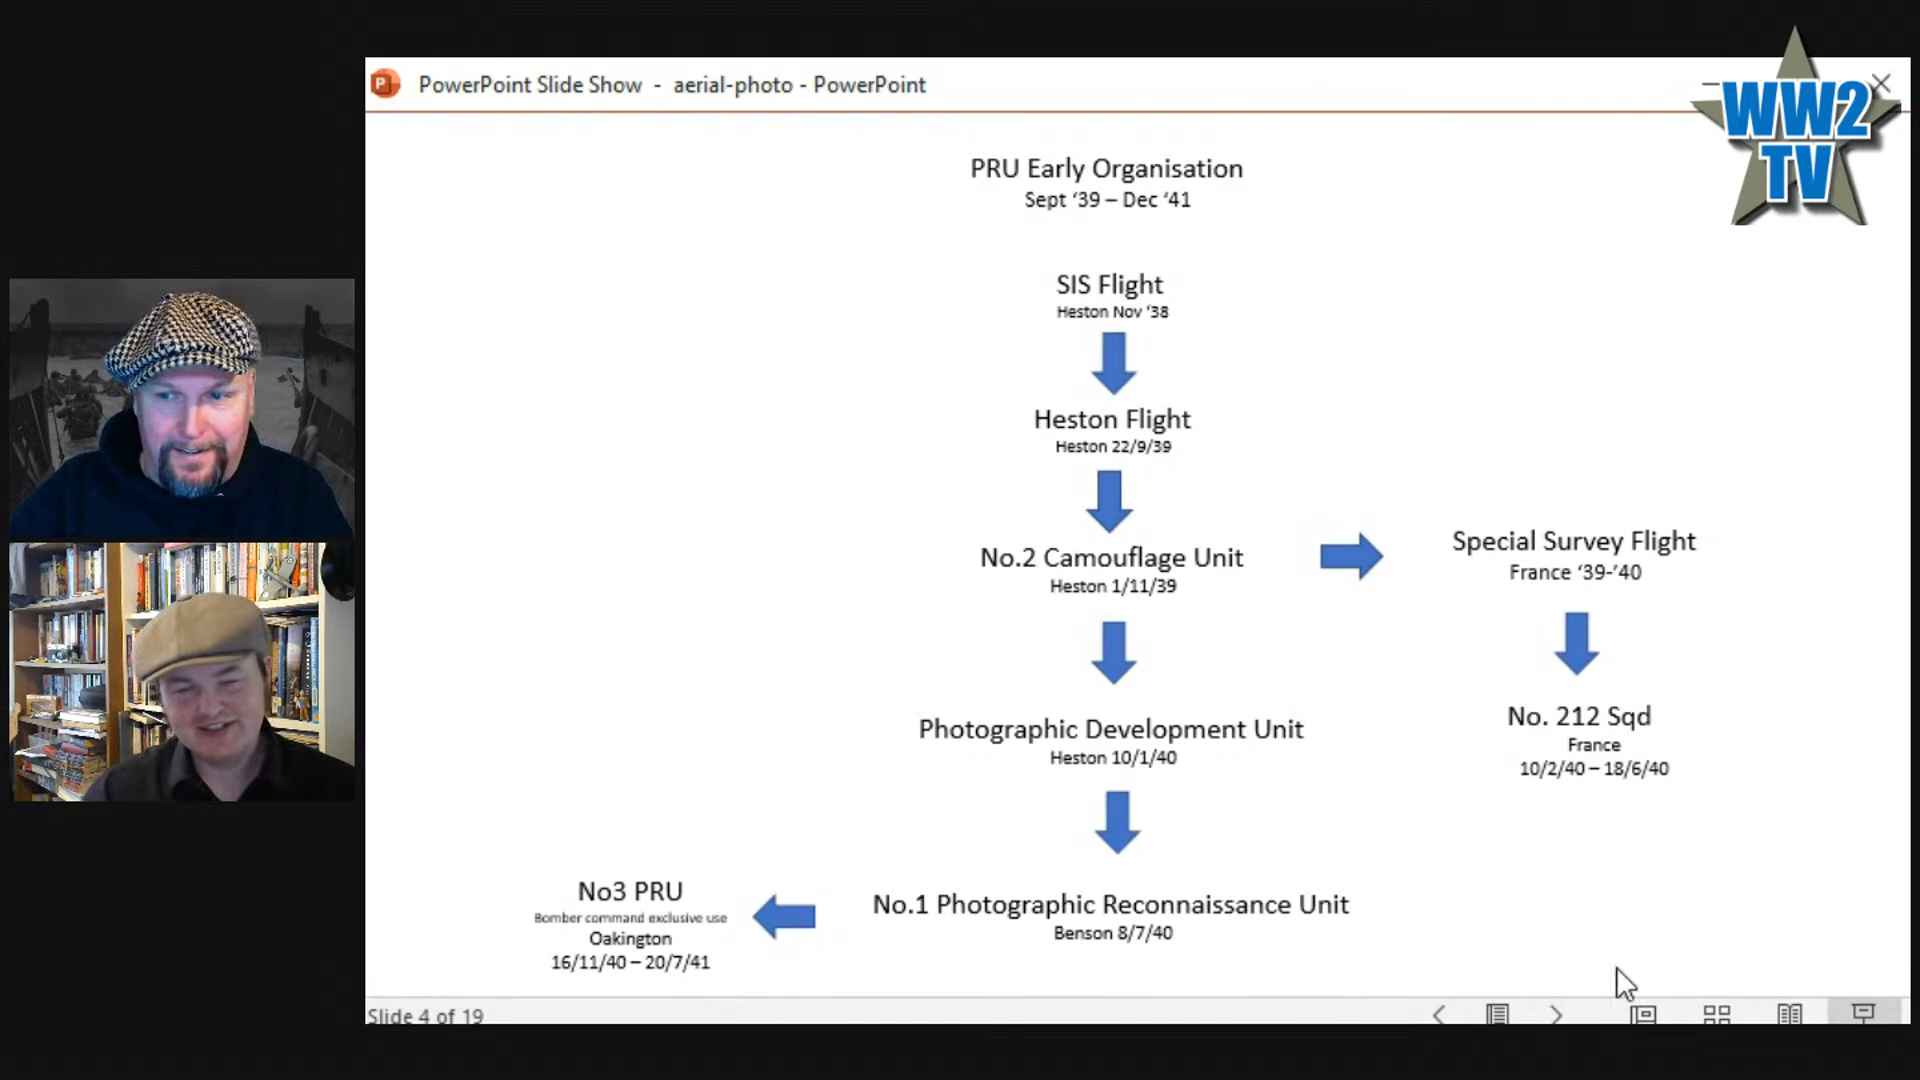 PowerPoint Slide Show - aerial-photo - PowerPoint
WW2
TV
PRU Early Organisation
Sept ‘39 – Dec ‘41
SIS Flight
Heston Nov ‘38
Heston Flight
Heston 22/9/39
No.2 Camouflage Unit
Heston 1/11/39
Special Survey Flight
France ‘39-’40
Photographic Development Unit
Heston 10/1/40
No. 212 Sqd
France
10/2/40 – 18/6/40
No3 PRU
Bomber command exclusive use
Oakington
16/11/40 – 20/7/41
No.1 Photographic Reconnaissance Unit
Benson 8/7/40
Slide 4 of 19